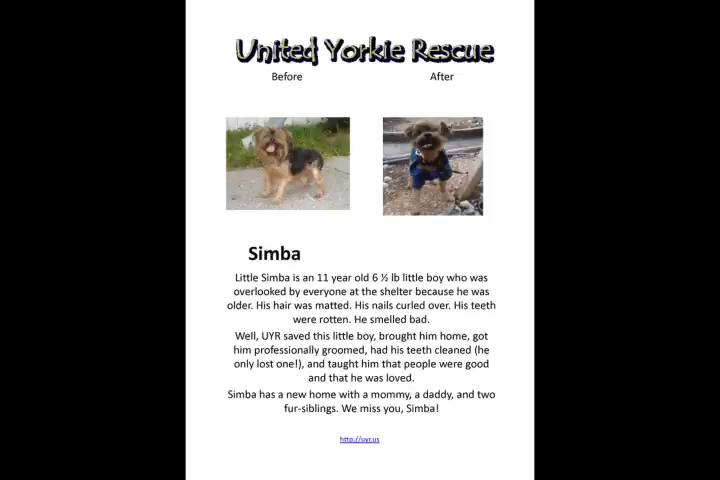 United Yorkie Rescue
Before After
Simba
Little Simba is an 11 year old 6 ½ lb little boy who was
overlooked by everyone at the shelter because he was
older. His hair was matted. His nails curled over. His teeth
were rotten. He smelled bad.
Well, UYR saved this little boy, brought him home, got
him professionally groomed, had his teeth cleaned (he
only lost one!), and taught him that people were good
and that he was loved.
Simba has a new home with a mommy, a daddy, and two
fur-siblings. We miss you, Simba!
http://uyr.us